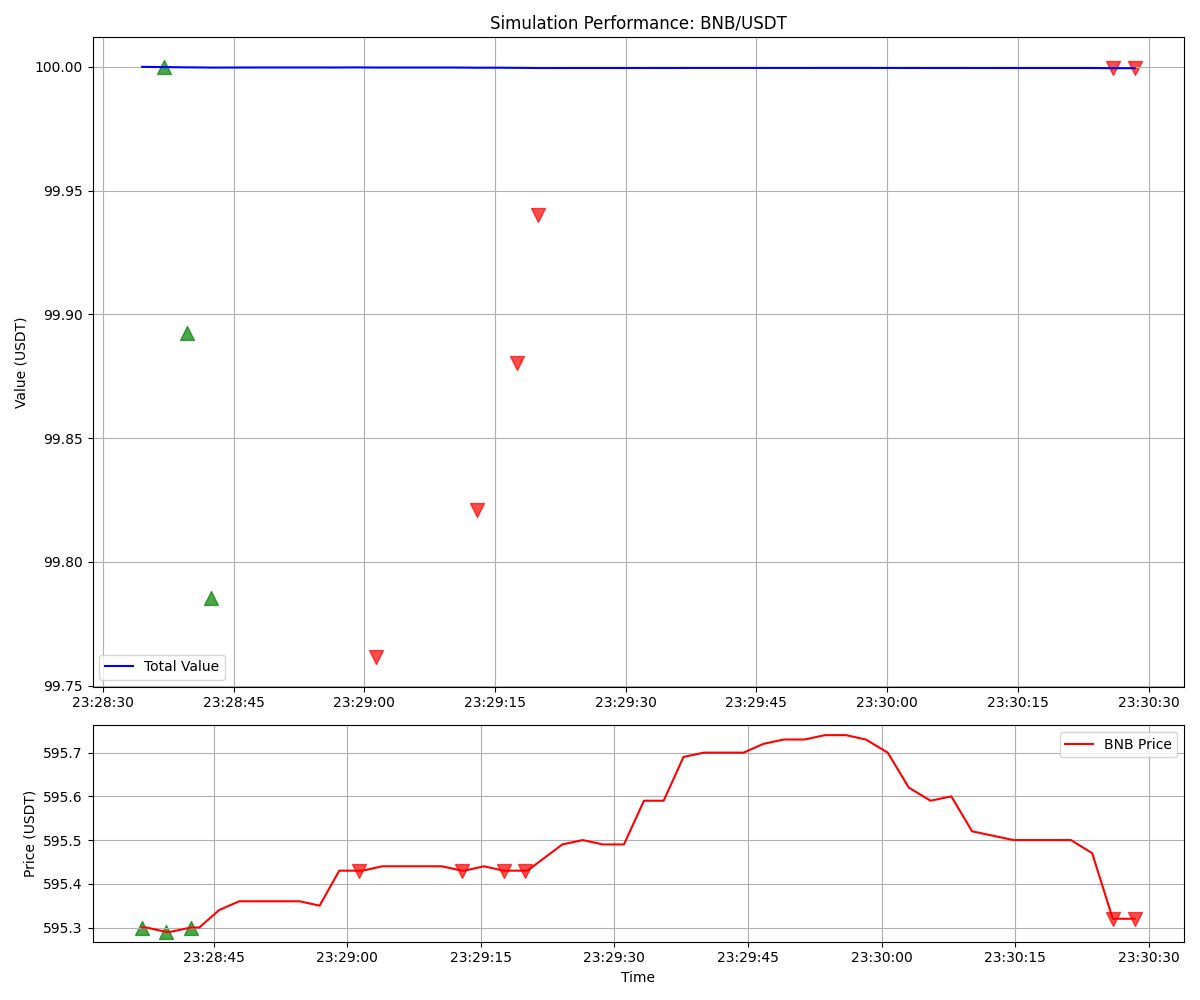 Simulation Performance: BNB/USDT
Value (USDT)
100.00
99.95
99.90
99.85
99.80
99.75
Total Value
23:28:30 23:28:45 23:29:00 23:29:15 23:29:30 23:29:45 23:30:00 23:30:15 23:30:30
Price (USDT)
595.7
595.6
595.5
595.4
595.3
BNB Price
23:28:45 23:29:00 23:29:15 23:29:30 23:29:45 23:30:00 23:30:15 23:30:30
Time